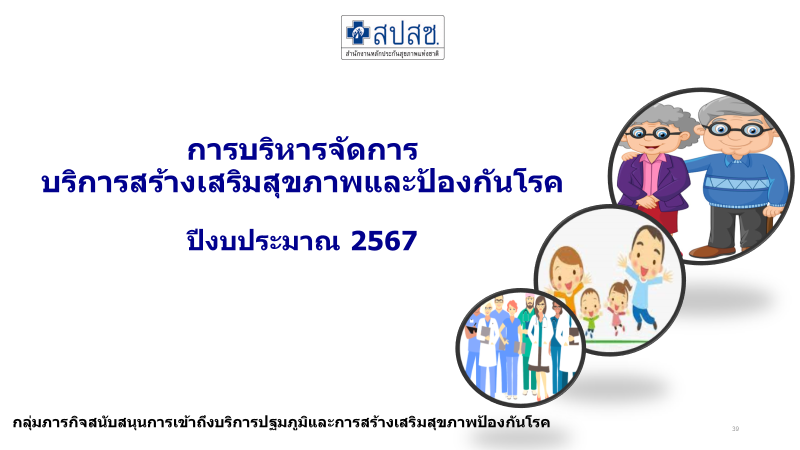 สปสช.
สำนักงานหลักประกันสุขภาพแห่งชาติ
การบริหารจัดการ
บริการสร้างเสริมสุขภาพและป้องกันโรค
ปีงบประมาณ 2567
กลุ่มภารกิจสนับสนุนการเข้าถึงบริการปฐมภูมิและการสร้างเสริมสุขภาพป้องกันโรค
39